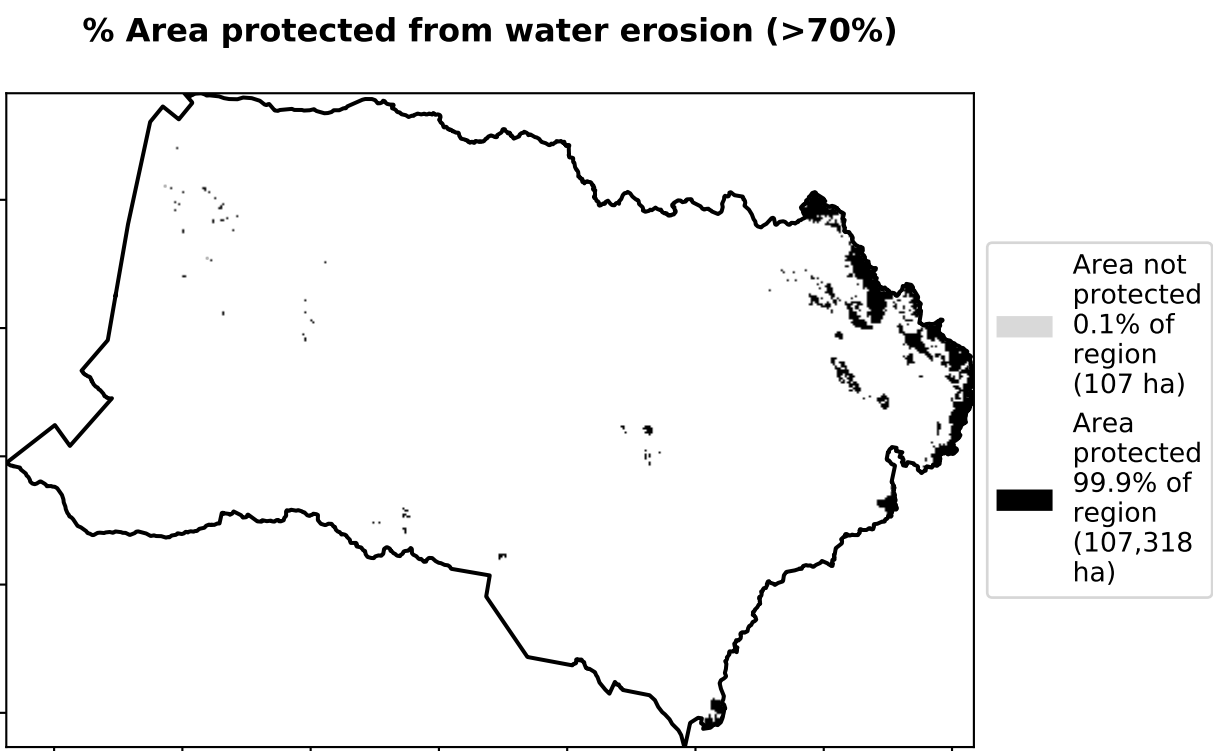 % Area protected from water erosion (>70%)
Area not
protected
0.1% of
region
(107 ha)
Area
protected
99.9% of
region
(107,318
ha)